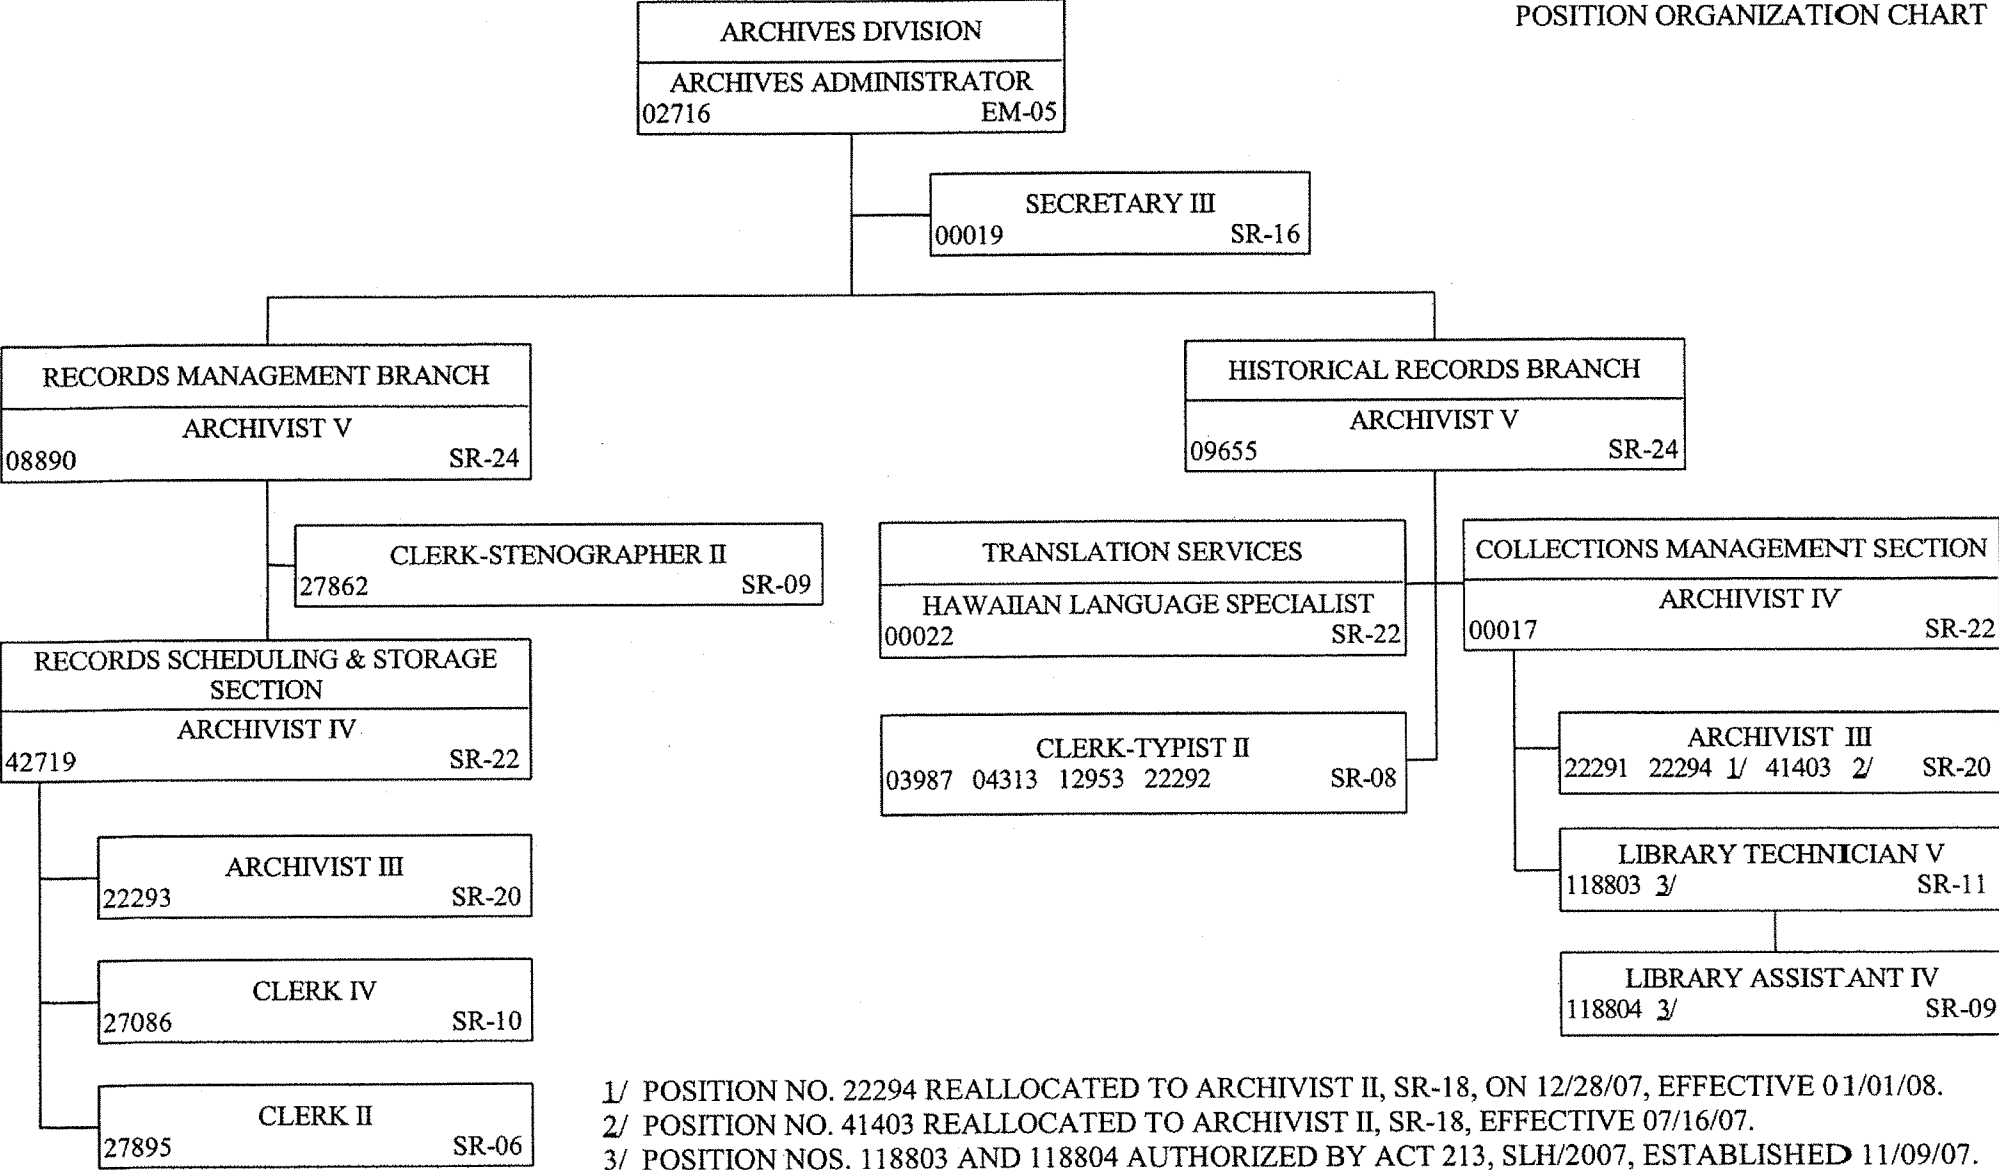 POSITION ORGANIZATION CHART
ARCHIVES DIVISION
ARCHIVES ADMINISTRATOR
02716 EM-05
SECRETARY III
00019 SR-16
RECORDS MANAGEMENT BRANCH
ARCHIVIST V
08890 SR-24
CLERK-STENOGRAPHER II
27862 SR-09
RECORDS SCHEDULING & STORAGE
SECTION
ARCHIVIST IV
42719 SR-22
ARCHIVIST III
22293 SR-20
CLERK IV
27086 SR-10
CLERK II
27895 SR-06
HISTORICAL RECORDS BRANCH
ARCHIVIST V
09655 SR-24
TRANSLATION SERVICES
HAWAIIAN LANGUAGE SPECIALIST
00022 SR-22
CLERK-TYPIST II
03987 04313 12953 22292 SR-08
COLLECTIONS MANAGEMENT SECTION
ARCHIVIST IV
00017 SR-22
ARCHIVIST III
22291 22294 1/ 41403 2/ SR-20
LIBRARY TECHNICIAN V
118803 3/ SR-11
LIBRARY ASSISTANT IV
118804 3/ SR-09
1/ POSITION NO. 22294 REALLOCATED TO ARCHIVIST II, SR-18, ON 12/28/07, EFFECTIVE 01/01/08.
2/ POSITION NO. 41403 REALLOCATED TO ARCHIVIST II, SR-18, EFFECTIVE 07/16/07.
3/ POSITION NOS. 118803 AND 118804 AUTHORIZED BY ACT 213, SLH/2007, ESTABLISHED 11/09/07.